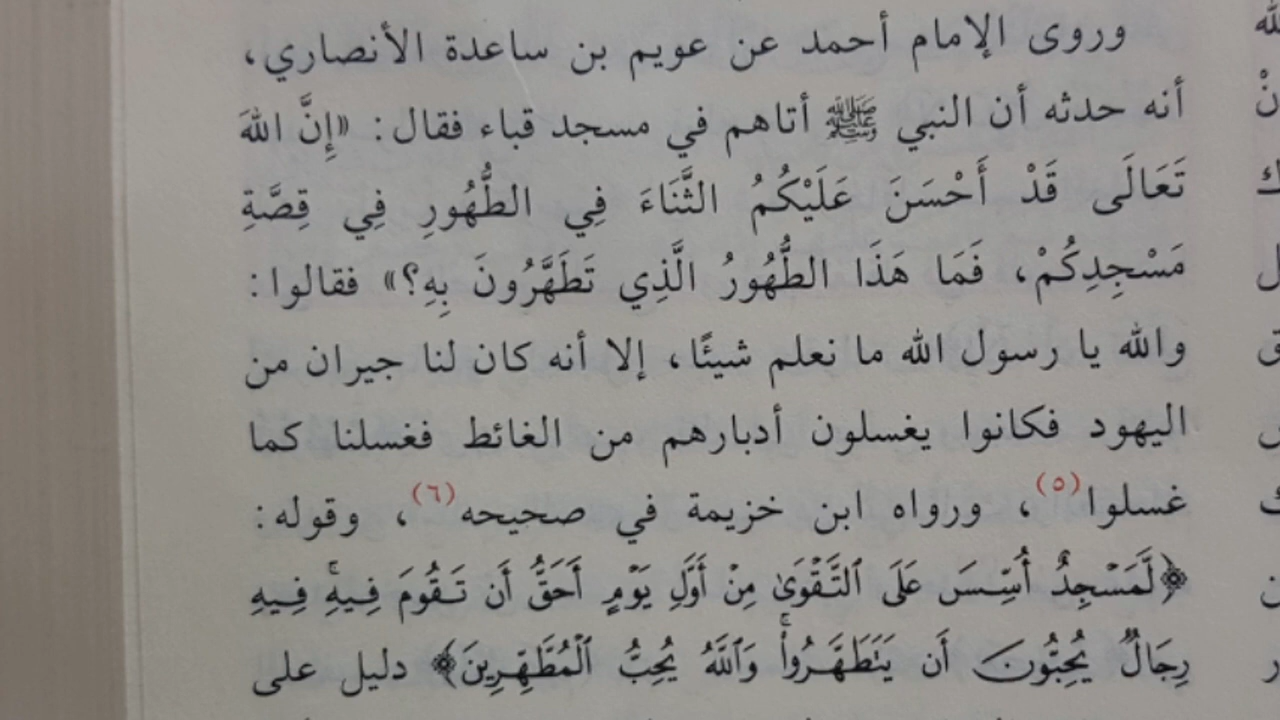 وروى الإمام أحمد عن عويم بن ساعدة الأنصاري،
أنه حدثه أن النبي ﷺ أتاهم في مسجد قباء فقال: «إِنَّ اللهَ
تَعَالَى قَدْ أَحْسَنَ عَلَيْكُمُ الثَّنَاءَ فِي الطُّهُورِ فِي قِصَّةِ
مَسْجِدِكُمْ، فَمَا هَذَا الطُّهُورُ الَّذِي تَطَهَّرُونَ بِهِ؟» فقالوا:
والله يا رسول الله ما نعلم شيئًا، إلا أنه كان لنا جيران من
اليهود فكانوا يغسلون أدبارهم من الغائط فغسلنا كما
غسلوا(٥)، ورواه ابن خزيمة في صحيحه(٦)، وقوله:
﴿لَّمَسْجِدٌ أُسِّسَ عَلَى ٱلتَّقْوَىٰ مِنْ أَوَّلِ يَوْمٍ أَحَقُّ أَن تَقُومَ فِيهِۚ فِيهِ
رِجَالٌ يُحِبُّونَ أَن يَتَطَهَّرُوا۟ۚ وَٱللَّهُ يُحِبُّ ٱلْمُطَّهِّرِينَ﴾ دليل على